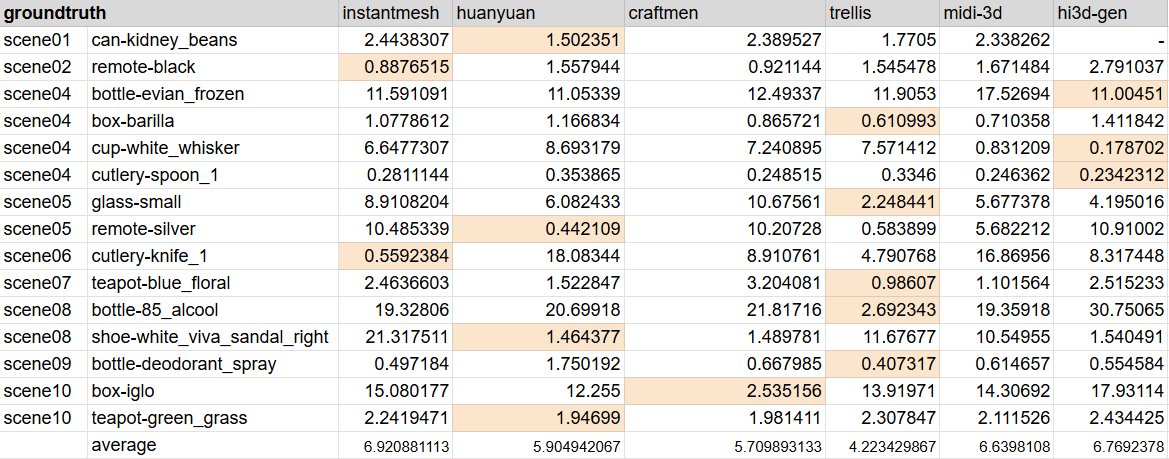 groundtruth instantmesh huanyuan craftmen trellis midi-3d hi3d-gen
scene01 can-kidney_beans 2.4438307 1.502351 2.389527 1.7705 2.338262 -
scene02 remote-black 0.8876515 1.557944 0.921144 1.545478 1.671484 2.791037
scene04 bottle-evian_frozen 11.591091 11.05339 12.49337 11.9053 17.52694 11.00451
scene04 box-barilla 1.0778612 1.166834 0.865721 0.610993 0.710358 1.411842
scene04 cup-white_whisker 6.6477307 8.693179 7.240895 7.571412 0.831209 0.178702
scene04 cutlery-spoon_1 0.2811144 0.353865 0.248515 0.3346 0.246362 0.2342312
scene05 glass-small 8.9108204 6.082433 10.67561 2.248441 5.677378 4.195016
scene05 remote-silver 10.485339 0.442109 10.20728 0.583899 5.682212 10.91002
scene06 cutlery-knife_1 0.5592384 18.08344 8.910761 4.790768 16.86956 8.317448
scene07 teapot-blue_floral 2.4636603 1.522847 3.204081 0.98607 1.101564 2.515233
scene08 bottle-85_alcool 19.32806 20.69918 21.81716 2.692343 19.35918 30.75065
scene08 shoe-white_viva_sandal_right 21.317511 1.464377 1.489781 11.67677 10.54955 1.540491
scene09 bottle-deodorant_spray 0.497184 1.750192 0.667985 0.407317 0.614657 0.554584
scene10 box-iglo 15.080177 12.255 2.535156 13.91971 14.30692 17.93114
scene10 teapot-green_grass 2.2419471 1.94699 1.981411 2.307847 2.111526 2.434425
average 6.920881113 5.904942067 5.709893133 4.223429867 6.6398108 6.7692378